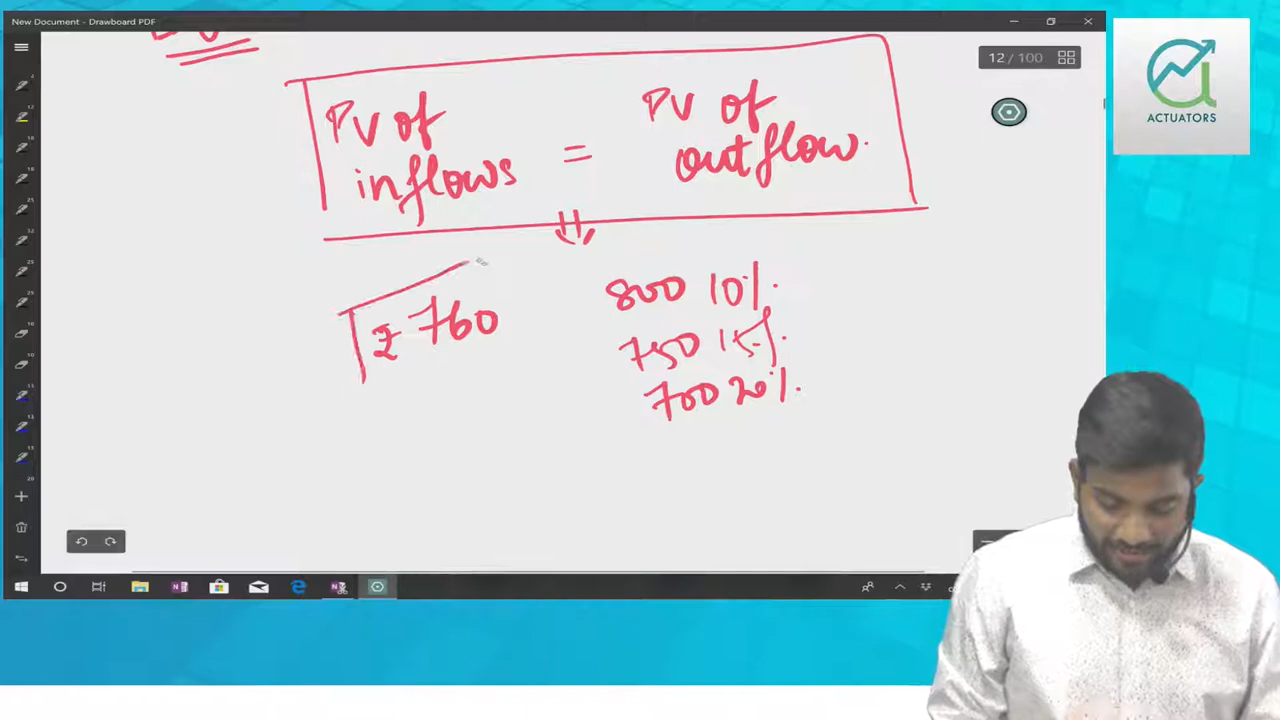 New Document - Drawboard PDF
12 / 100
ACTUATORS
PV of inflows = PV of outflow.
₹ 760
800 10%.
750 15%.
700 20%.